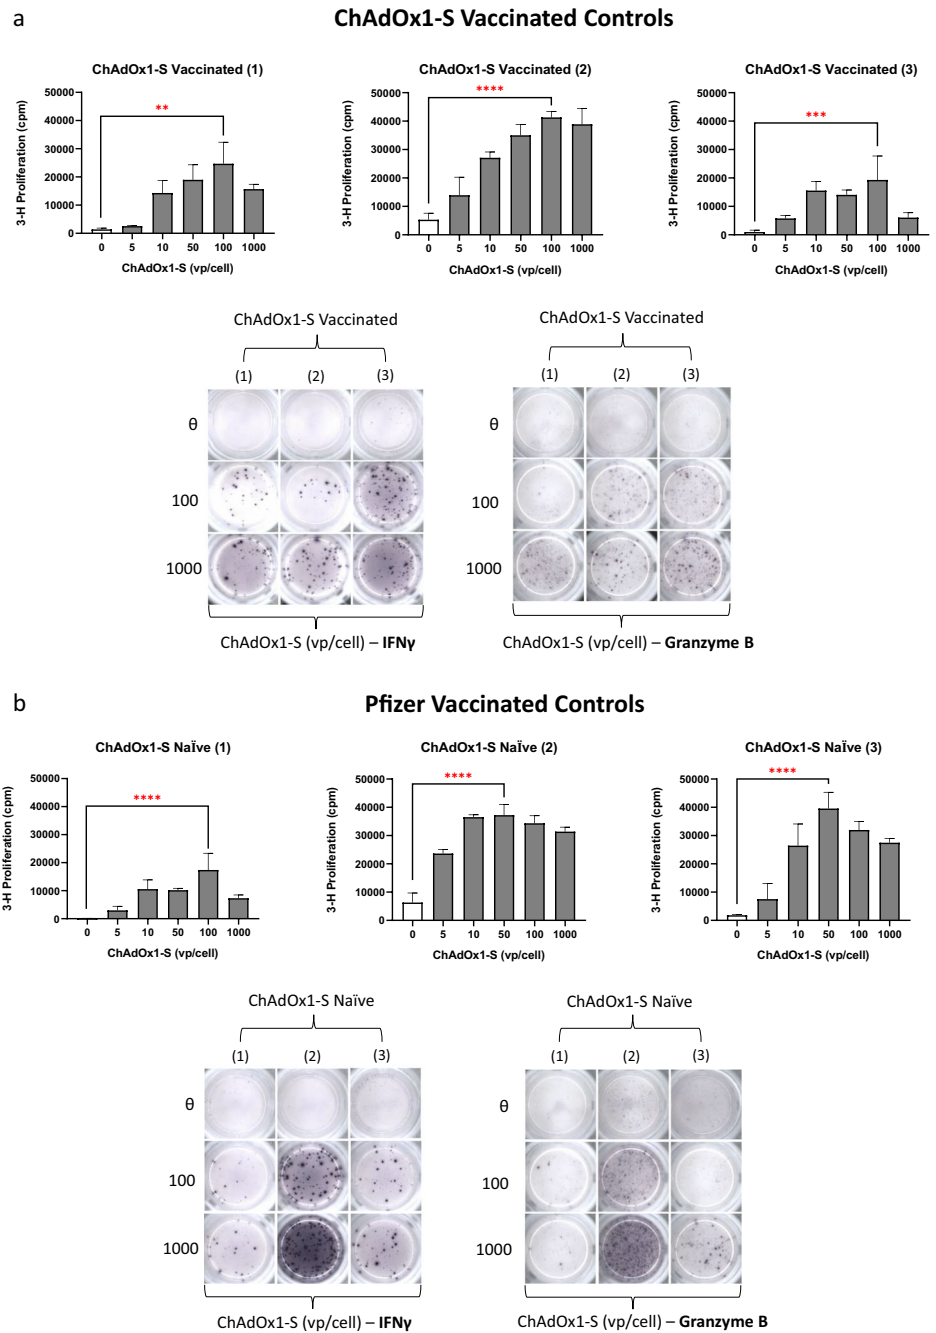 a
ChAdOx1-S Vaccinated Controls
ChAdOx1-S Vaccinated (1)
3-H Proliferation (cpm)
50000
40000
30000
20000
10000
0
**
0 5 10 50 100 1000
ChAdOx1-S (vp/cell)
ChAdOx1-S Vaccinated (2)
3-H Proliferation (cpm)
50000
40000
30000
20000
10000
0
****
0 5 10 50 100 1000
ChAdOx1-S (vp/cell)
ChAdOx1-S Vaccinated (3)
3-H Proliferation (cpm)
50000
40000
30000
20000
10000
0
***
0 5 10 50 100 1000
ChAdOx1-S (vp/cell)
ChAdOx1-S Vaccinated
(1) (2) (3)
θ
100
1000
ChAdOx1-S (vp/cell) – IFNγ
ChAdOx1-S Vaccinated
(1) (2) (3)
θ
100
1000
ChAdOx1-S (vp/cell) – Granzyme B
b
Pfizer Vaccinated Controls
ChAdOx1-S NaÏve (1)
3-H Proliferation (cpm)
50000
40000
30000
20000
10000
0
****
0 5 10 50 100 1000
ChAdOx1-S (vp/cell)
ChAdOx1-S NaÏve (2)
3-H Proliferation (cpm)
50000
40000
30000
20000
10000
0
****
0 5 10 50 100 1000
ChAdOx1-S (vp/cell)
ChAdOx1-S NaÏve (3)
3-H Proliferation (cpm)
50000
40000
30000
20000
10000
0
****
0 5 10 50 100 1000
ChAdOx1-S (vp/cell)
ChAdOx1-S Naïve
(1) (2) (3)
θ
100
1000
ChAdOx1-S (vp/cell) – IFNγ
ChAdOx1-S Naïve
(1) (2) (3)
θ
100
1000
ChAdOx1-S (vp/cell) – Granzyme B